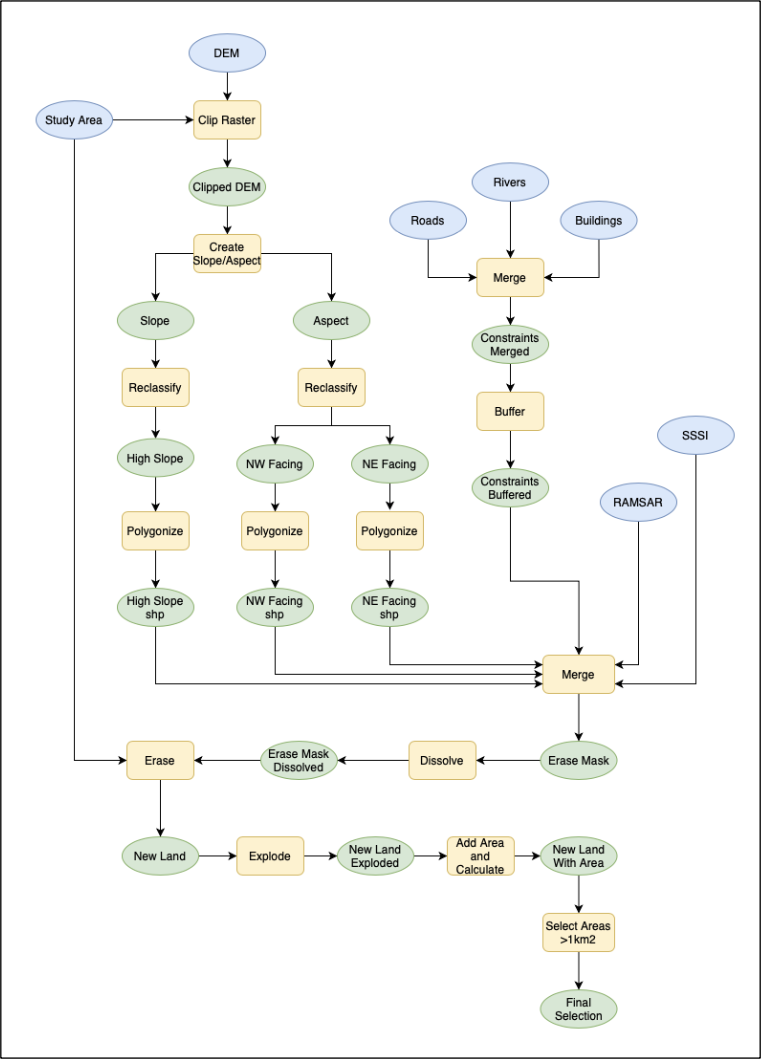 DEM
Study Area
Clip Raster
Clipped DEM
Rivers
Roads
Buildings
Create
Slope/Aspect
Merge
Slope
Aspect
Constraints
Merged
Reclassify
Reclassify
Buffer
SSSI
High Slope
NW Facing
NE Facing
Constraints
Buffered
RAMSAR
Polygonize
Polygonize
Polygonize
High Slope
shp
NW Facing
shp
NE Facing
shp
Merge
Erase
Erase Mask
Dissolved
Dissolve
Erase Mask
New Land
Explode
New Land
Exploded
Add Area
and
Calculate
New Land
With Area
Select Areas
>1km2
Final
Selection